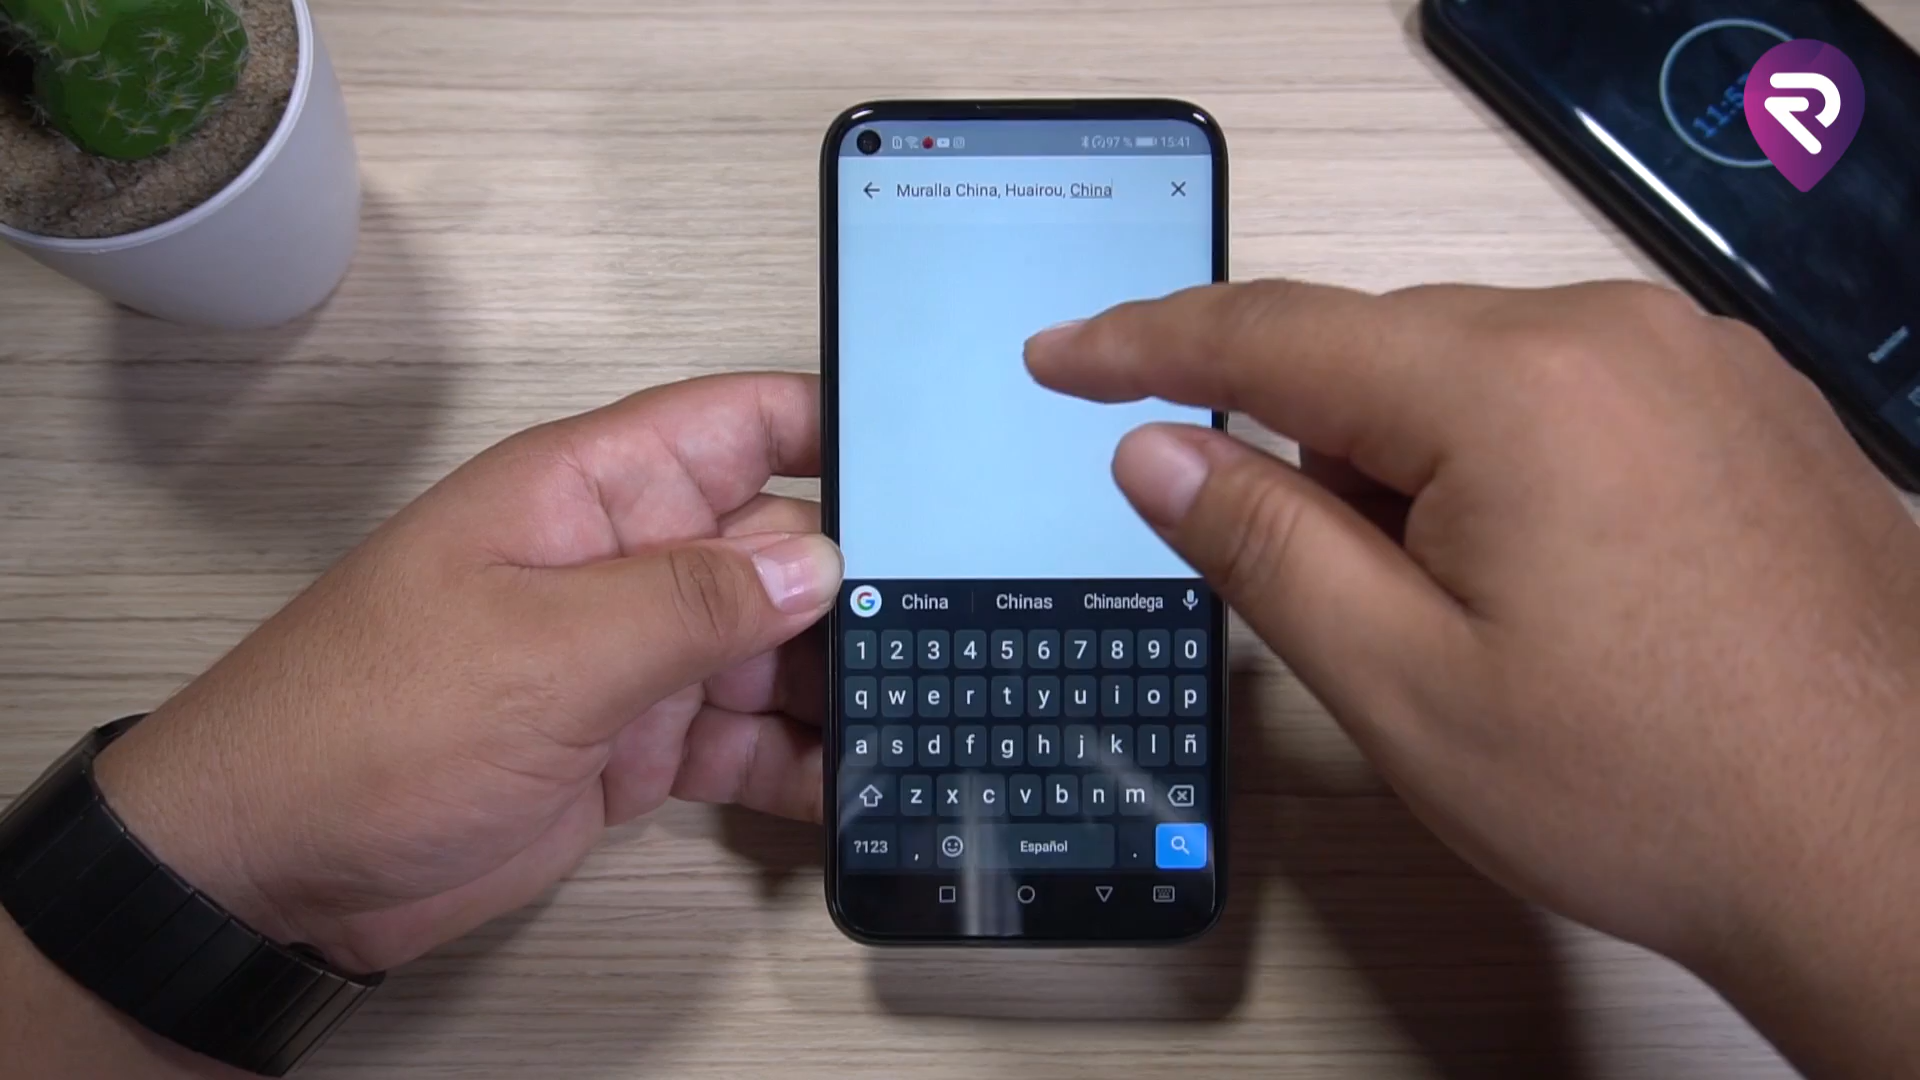 97 % 15:41
Muralla China, Huairou, China
China Chinas Chinandega
1 2 3 4 5 6 7 8 9 0
q w e r t y u i o p
a s d f g h j k l ñ
z x c v b n m
?123 , Español .